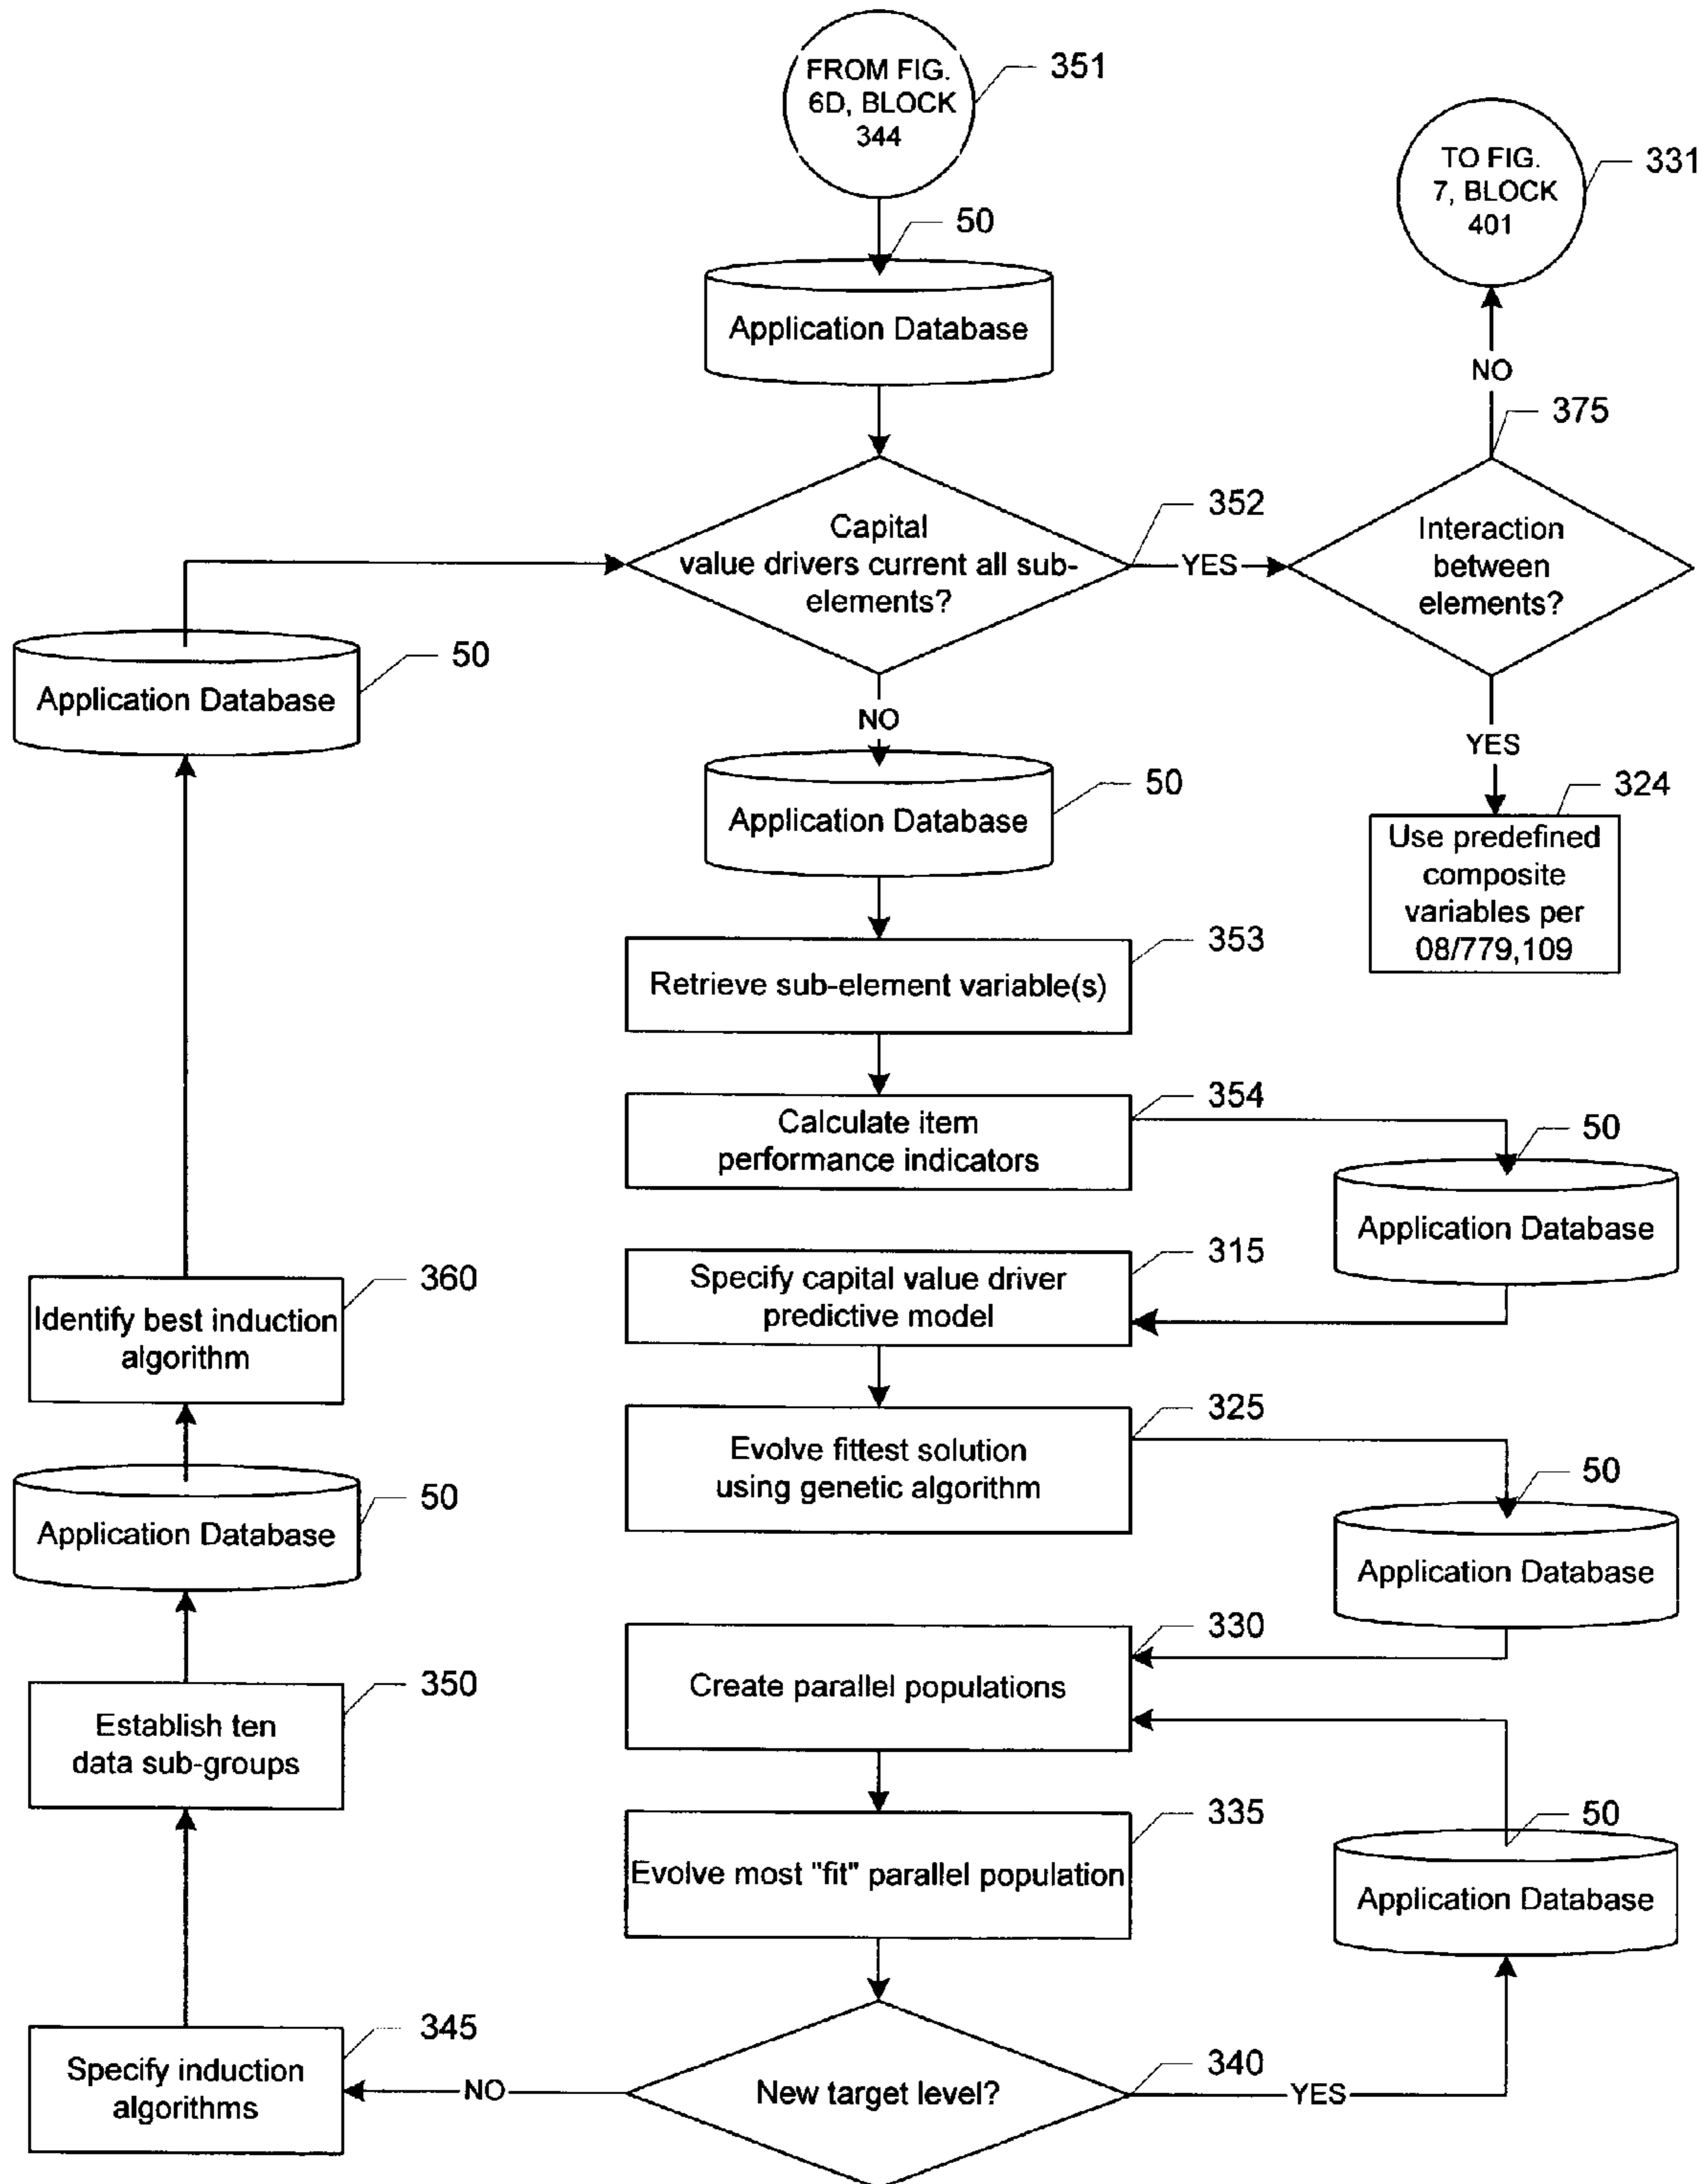 FROM FIG.
6D, BLOCK
344
351
TO FIG.
7, BLOCK
401
331
50
Application Database
NO
375
Capital
value drivers current all sub-
elements?
352
YES
Interaction
between
elements?
50
Application Database
NO
YES
50
Application Database
324
Use predefined
composite
variables per
08/779,109
353
Retrieve sub-element variable(s)
354
Calculate item
performance indicators
50
Application Database
315
Specify capital value driver
predictive model
360
Identify best induction
algorithm
325
Evolve fittest solution
using genetic algorithm
50
Application Database
50
Application Database
330
Create parallel populations
350
Establish ten
data sub-groups
335
Evolve most "fit" parallel population
50
Application Database
345
Specify induction
algorithms
NO
New target level?
340
YES